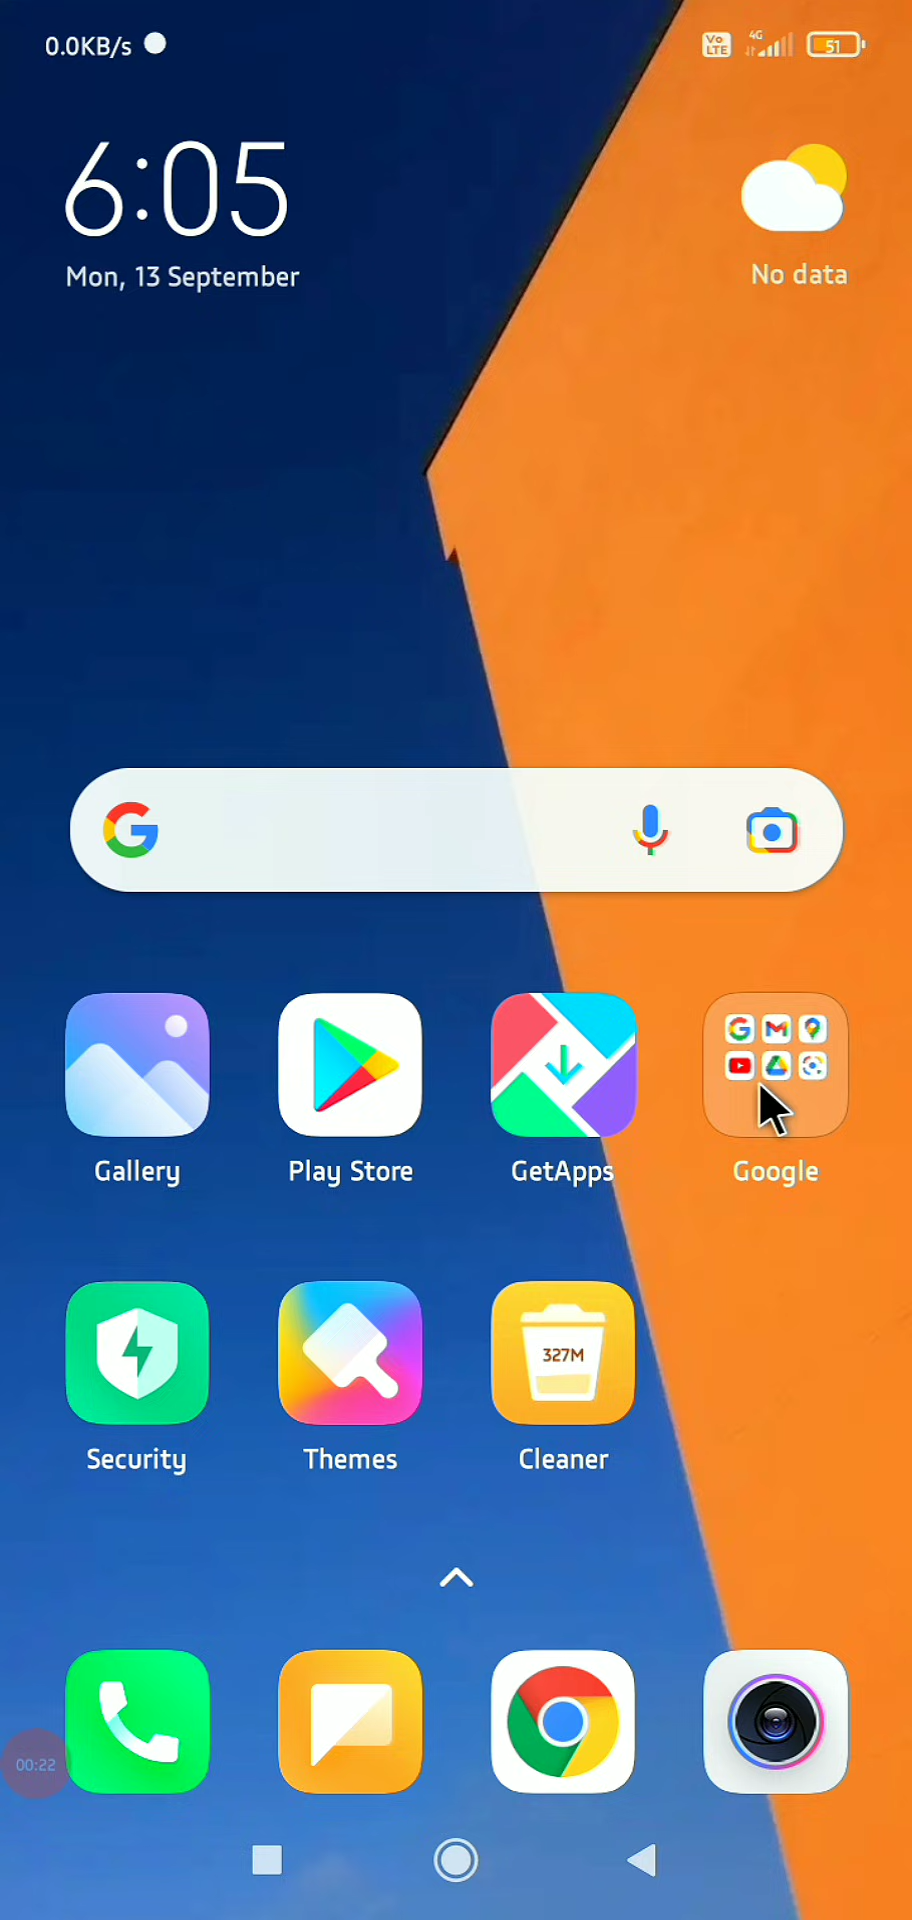 0.0KB/s
Vo LTE 4G 51
6:05
Mon, 13 September
No data
Gallery
Play Store
GetApps
Google
327M
Security
Themes
Cleaner
00:22